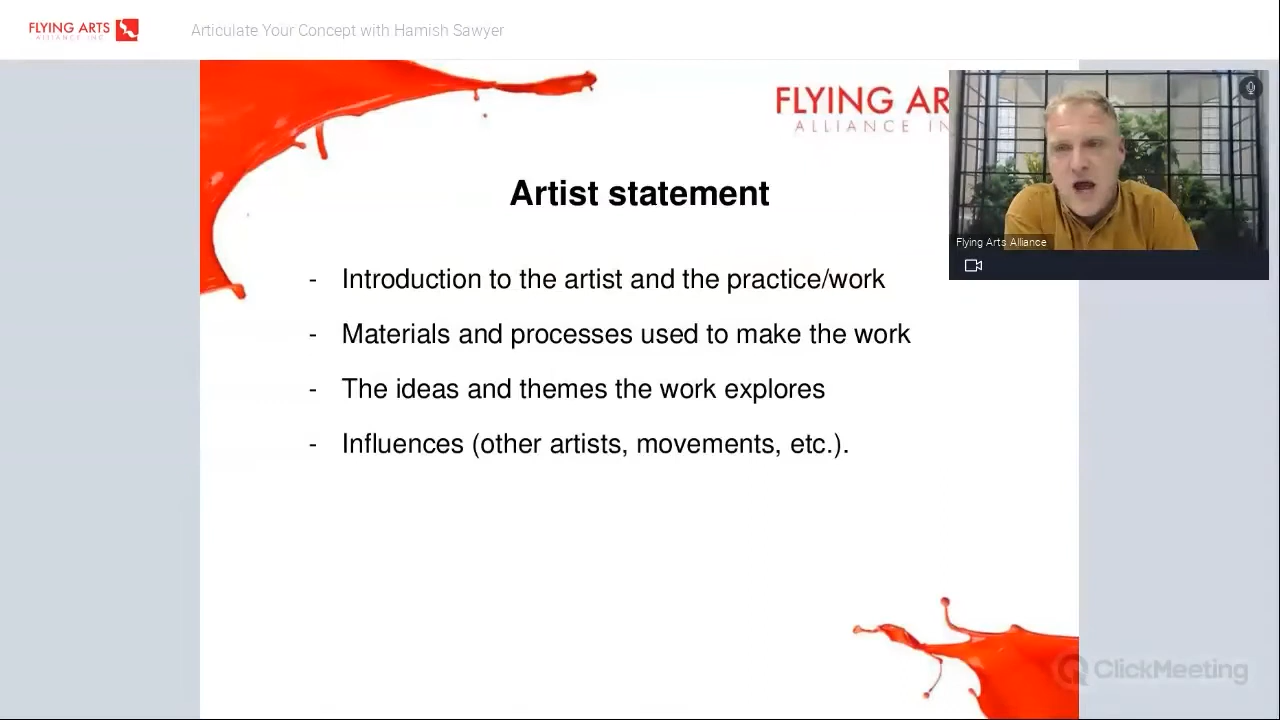 FLYING ARTS
ALLIANCE INC
Articulate Your Concept with Hamish Sawyer
FLYING AR
ALLIANCE IN
Artist statement
- Introduction to the artist and the practice/work
- Materials and processes used to make the work
- The ideas and themes the work explores
- Influences (other artists, movements, etc.).
Flying Arts Alliance
ClickMeeting